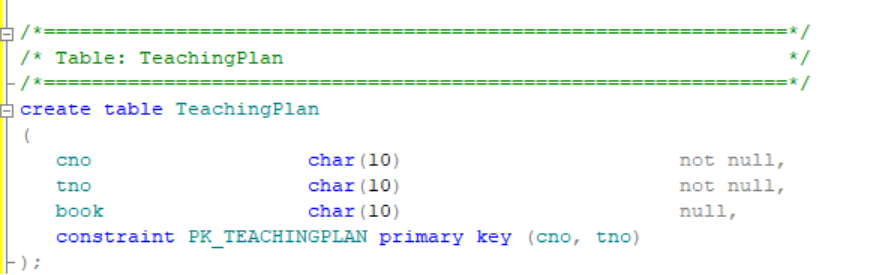 /*==============================================================*/
/* Table: TeachingPlan                                          */
/*==============================================================*/
create table TeachingPlan
(
   cno                  char(10)                       not null,
   tno                  char(10)                       not null,
   book                 char(10)                       null,
   constraint PK_TEACHINGPLAN primary key (cno, tno)
);